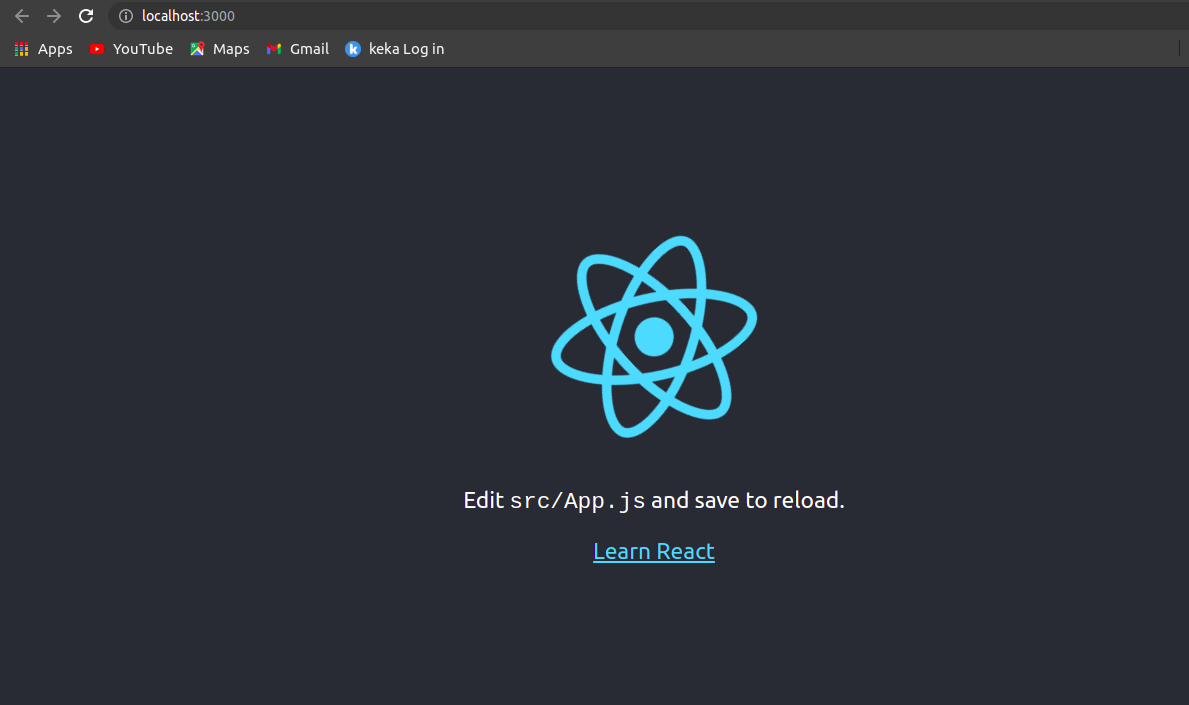 localhost:3000
Apps YouTube Maps Gmail keka Log in
Edit src/App.js and save to reload.
Learn React